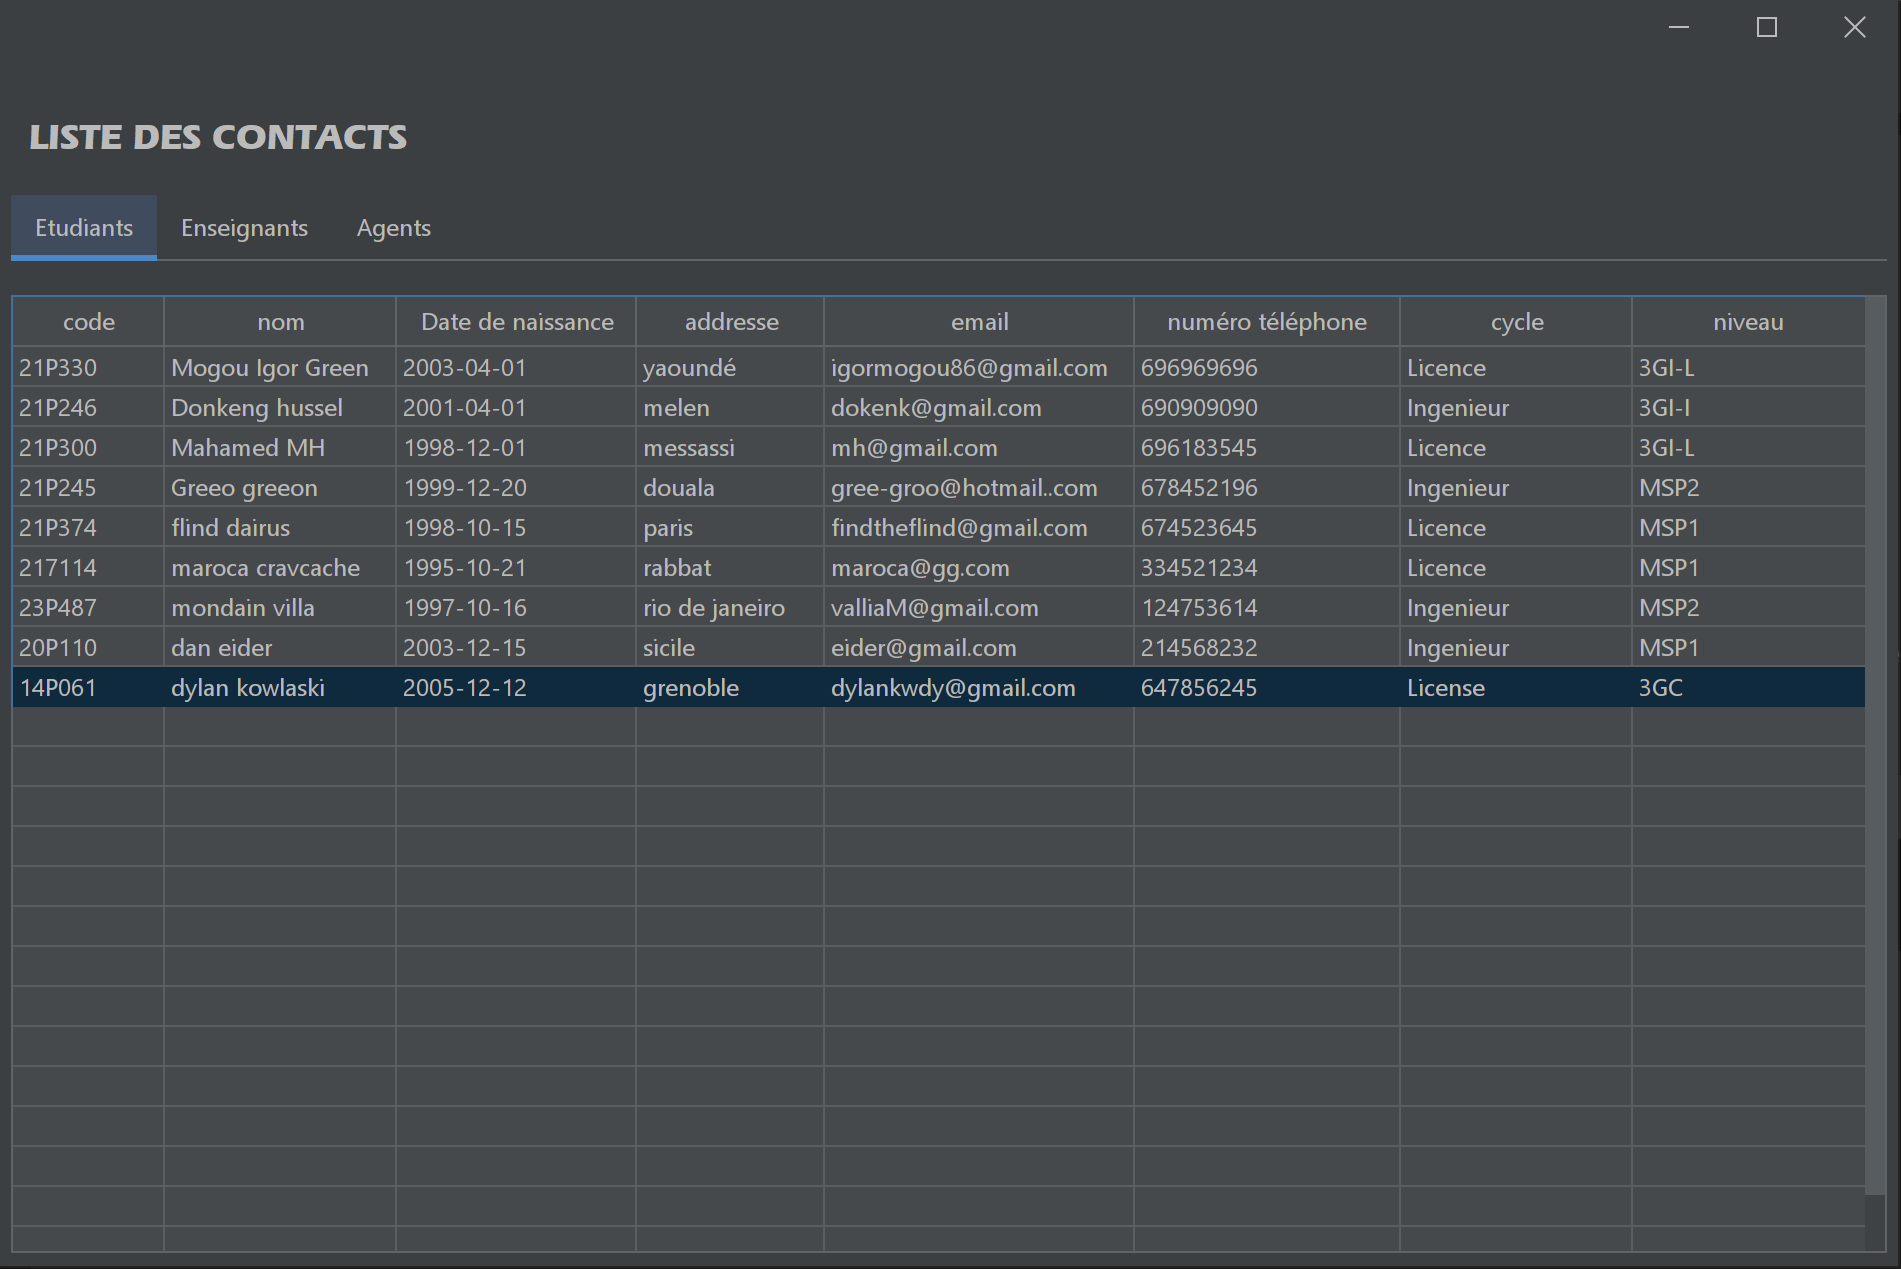 LISTE DES CONTACTS
Etudiants Enseignants Agents
code nom Date de naissance addresse email numéro téléphone cycle niveau
21P330 Mogou Igor Green 2003-04-01 yaoundé igormogou86@gmail.com 696969696 Licence 3GI-L
21P246 Donkeng hussel 2001-04-01 melen dokenk@gmail.com 690909090 Ingenieur 3GI-I
21P300 Mahamed MH 1998-12-01 messassi mh@gmail.com 696183545 Licence 3GI-L
21P245 Greeo greeon 1999-12-20 douala gree-groo@hotmail..com 678452196 Ingenieur MSP2
21P374 flind dairus 1998-10-15 paris findtheflind@gmail.com 674523645 Licence MSP1
217114 maroca cravcache 1995-10-21 rabbat maroca@gg.com 334521234 Licence MSP1
23P487 mondain villa 1997-10-16 rio de janeiro valliaM@gmail.com 124753614 Ingenieur MSP2
20P110 dan eider 2003-12-15 sicile eider@gmail.com 214568232 Ingenieur MSP1
14P061 dylan kowlaski 2005-12-12 grenoble dylankwdy@gmail.com 647856245 License 3GC